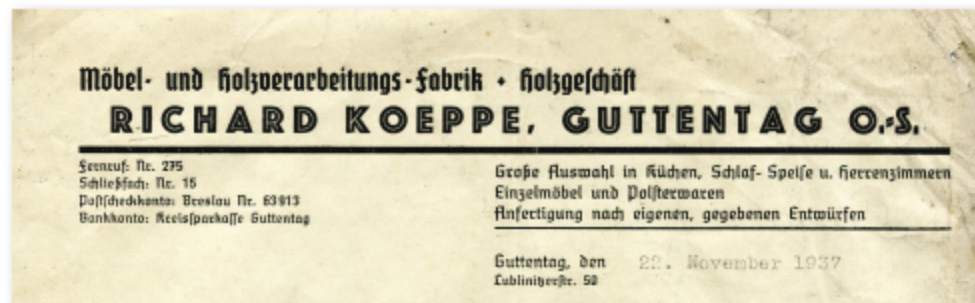 Möbel- und Holzverarbeitungs-Fabrik + Holzgeschäft
RICHARD KOEPPE, GUTTENTAG O.-S.
Fernruf: Nr. 275
Schließfach: Nr. 15
Postscheckkonto: Breslau Nr. 63913
Bankkonto: Kreissparkasse Guttentag
Große Auswahl in Küchen, Schlaf- Speise u. Herrenzimmern
Einzelmöbel und Polsterwaren
Anfertigung nach eigenen, gegebenen Entwürfen
Guttentag, den 22. November 1937
Lublinitzerstr. 50